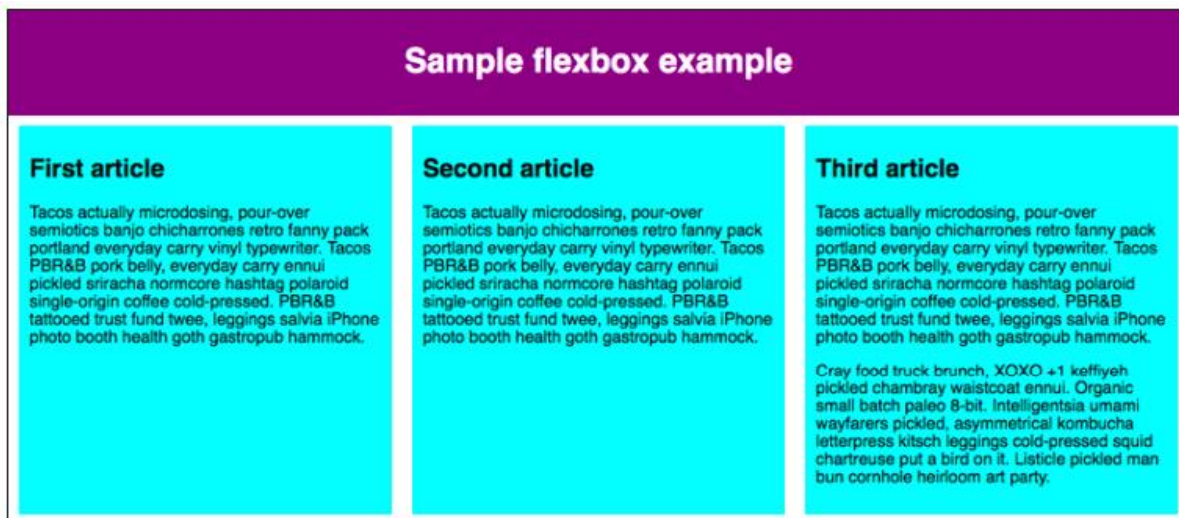 Sample flexbox example
First article
Tacos actually microdosing, pour-over
semiotics banjo chicharrones retro fanny pack
portland everyday carry vinyl typewriter. Tacos
PBR&B pork belly, everyday carry ennui
pickled sriracha normcore hashtag polaroid
single-origin coffee cold-pressed. PBR&B
tattooed trust fund twee, leggings salvia iPhone
photo booth health goth gastropub hammock.
Second article
Tacos actually microdosing, pour-over
semiotics banjo chicharrones retro fanny pack
portland everyday carry vinyl typewriter. Tacos
PBR&B pork belly, everyday carry ennui
pickled sriracha normcore hashtag polaroid
single-origin coffee cold-pressed. PBR&B
tattooed trust fund twee, leggings salvia iPhone
photo booth health goth gastropub hammock.
Third article
Tacos actually microdosing, pour-over
semiotics banjo chicharrones retro fanny pack
portland everyday carry vinyl typewriter. Tacos
PBR&B pork belly, everyday carry ennui
pickled sriracha normcore hashtag polaroid
single-origin coffee cold-pressed. PBR&B
tattooed trust fund twee, leggings salvia iPhone
photo booth health goth gastropub hammock.
Cray food truck brunch, XOXO +1 keffiyeh
pickled chambray waistcoat ennui. Organic
small batch paleo 8-bit. Intelligentsia umami
wayfarers pickled, asymmetrical kombucha
letterpress kitsch leggings cold-pressed squid
chartreuse put a bird on it. Listicle pickled man
bun cornhole heirloom art party.